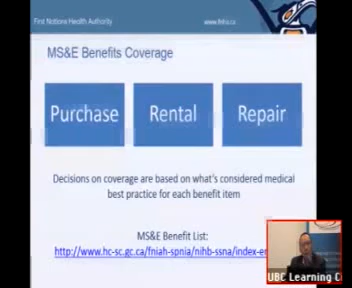 First Nations Health Authority
www.fnha.ca
MS&E Benefits Coverage
Purchase
Rental
Repair
Decisions on coverage are based on what's considered medical
best practice for each benefit item
MS&E Benefit List:
http://www.hc-sc.gc.ca/fniah-spnia/nihb-ssna/index-en
UBC Learning C